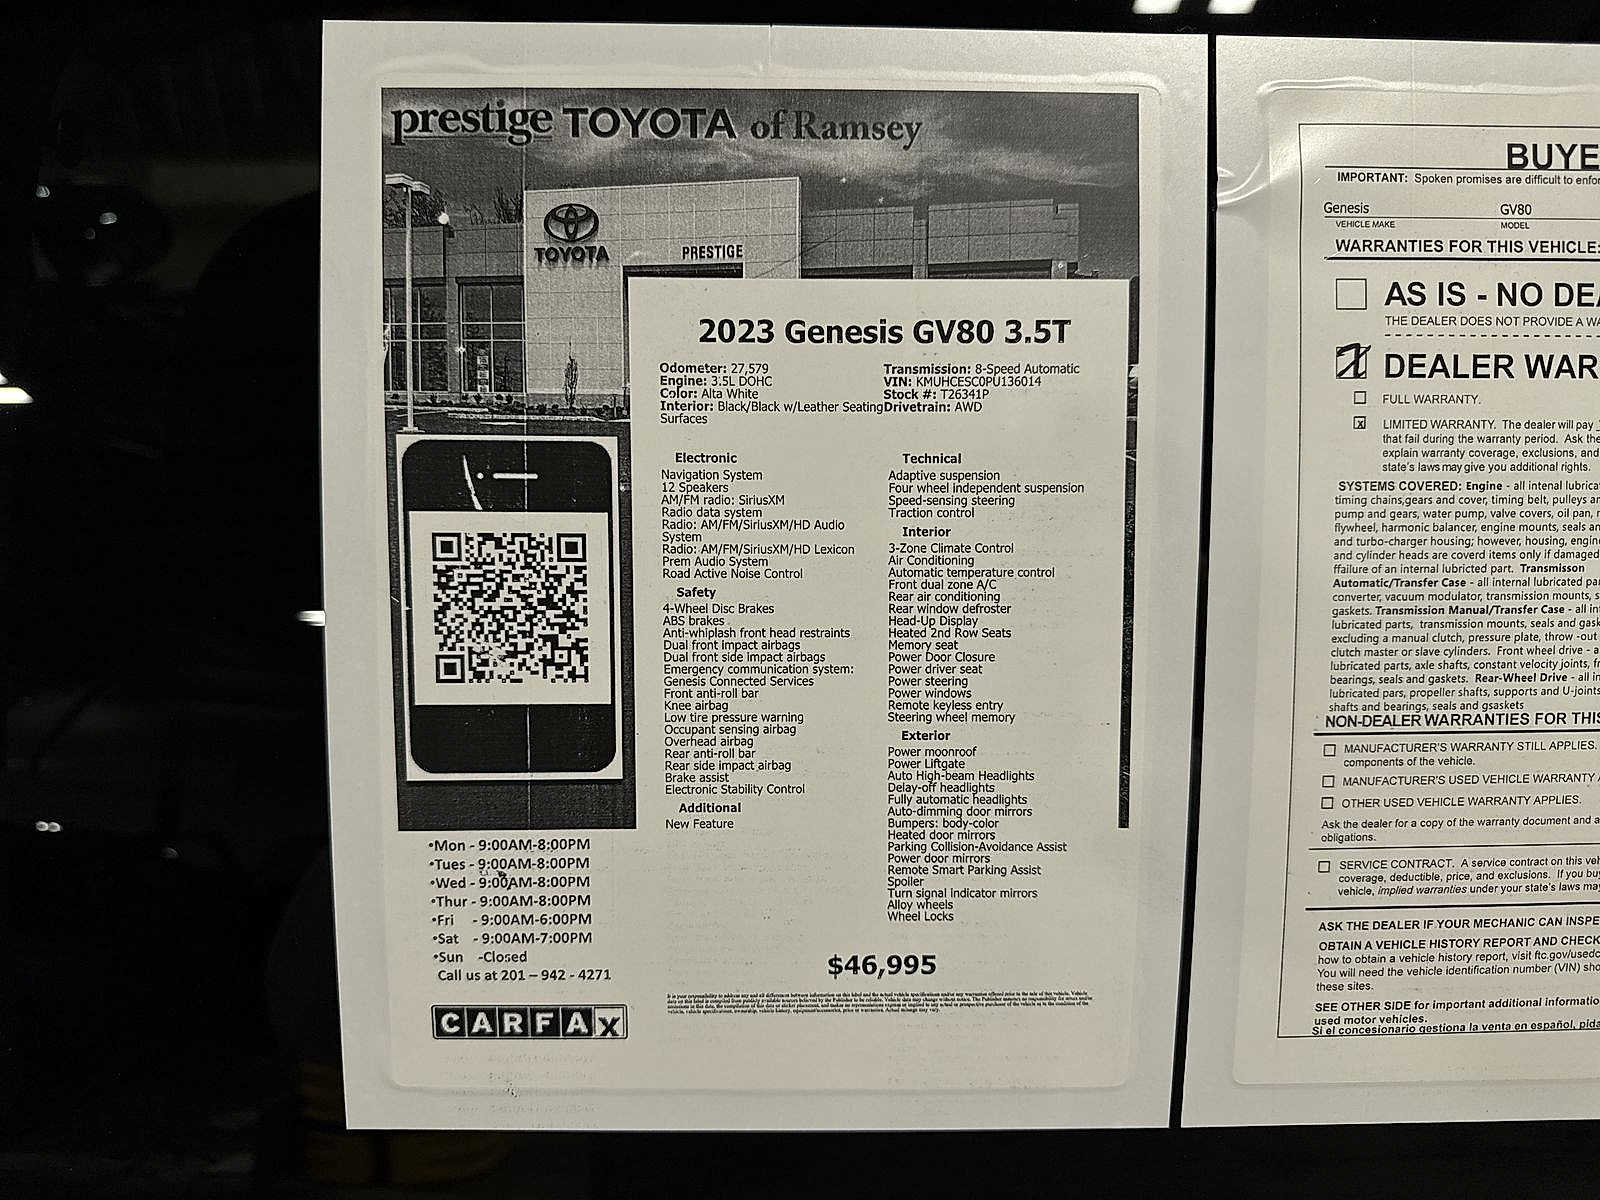 prestige TOYOTA of Ramsey
TOYOTA
PRESTIGE
2023 Genesis GV80 3.5T
Odometer: 27,579
Engine: 3.5L DOHC
Color: Alta White
Interior: Black/Black w/Leather Seating
Surfaces
Transmission: 8-Speed Automatic
VIN: KMUHCESC0PU136014
Stock #: T26341P
Drivetrain: AWD
Electronic
Navigation System
12 Speakers
AM/FM radio: SiriusXM
Radio data system
Radio: AM/FM/SiriusXM/HD Audio
System
Radio: AM/FM/SiriusXM/HD Lexicon
Prem Audio System
Road Active Noise Control
Safety
4-Wheel Disc Brakes
ABS brakes
Anti-whiplash front head restraints
Dual front impact airbags
Dual front side impact airbags
Emergency communication system:
Genesis Connected Services
Front anti-roll bar
Knee airbag
Low tire pressure warning
Occupant sensing airbag
Overhead airbag
Rear anti-roll bar
Rear side impact airbag
Brake assist
Electronic Stability Control
Additional
New Feature
Technical
Adaptive suspension
Four wheel independent suspension
Speed-sensing steering
Traction control
Interior
3-Zone Climate Control
Air Conditioning
Automatic temperature control
Front dual zone A/C
Rear air conditioning
Rear window defroster
Head-Up Display
Heated 2nd Row Seats
Memory seat
Power Door Closure
Power driver seat
Power steering
Power windows
Remote keyless entry
Steering wheel memory
Exterior
Power moonroof
Power Liftgate
Auto High-beam Headlights
Delay-off headlights
Fully automatic headlights
Auto-dimming door mirrors
Bumpers: body-color
Heated door mirrors
Parking Collision-Avoidance Assist
Power door mirrors
Remote Smart Parking Assist
Spoiler
Turn signal indicator mirrors
Alloy wheels
Wheel Locks
$46,995
•Mon - 9:00AM-8:00PM
•Tues - 9:00AM-8:00PM
•Wed - 9:00AM-8:00PM
•Thur - 9:00AM-8:00PM
•Fri - 9:00AM-6:00PM
•Sat - 9:00AM-7:00PM
•Sun -Closed
Call us at 201 – 942 - 4271
CARFAX
BUYE
IMPORTANT: Spoken promises are difficult to enfor
Genesis GV80
VEHICLE MAKE MODEL
WARRANTIES FOR THIS VEHICLE:
AS IS - NO DEA
THE DEALER DOES NOT PROVIDE A WA
DEALER WAR
FULL WARRANTY.
x LIMITED WARRANTY. The dealer will pay
that fail during the warranty period. Ask the
explain warranty coverage, exclusions, and
state's laws may give you additional rights.
SYSTEMS COVERED: Engine - all intenal lubricat
timing chains,gears and cover, timing belt, pulleys an
pump and gears, water pump, valve covers, oil pan, r
flywheel, harmonic balancer, engine mounts, seals an
and turbo-charger housing; however, housing, engine
and cylinder heads are coverd items only if damaged
ffailure of an internal lubricted part. Transmisson
Automatic/Transfer Case - all internal lubricated par
converter, vacuum modulator, transmission mounts, s
gaskets. Transmission Manual/Transfer Case - all int
lubricated parts, transmission mounts, seals and gask
excluding a manual clutch, pressure plate, throw -out
clutch master or slave cylinders. Front wheel drive - a
lubricated parts, axle shafts, constant velocity joints, fr
bearings, seals and gaskets. Rear-Wheel Drive - all in
lubricated pars, propeller shafts, supports and U-joints
shafts and bearings, seals and gsaskets
NON-DEALER WARRANTIES FOR THIS
MANUFACTURER'S WARRANTY STILL APPLIES.
components of the vehicle.
MANUFACTURER'S USED VEHICLE WARRANTY A
OTHER USED VEHICLE WARRANTY APPLIES.
Ask the dealer for a copy of the warranty document and a
obligations.
SERVICE CONTRACT. A service contract on this veh
coverage, deductible, price, and exclusions. If you buy
vehicle, implied warranties under your state's laws may
ASK THE DEALER IF YOUR MECHANIC CAN INSPE
OBTAIN A VEHICLE HISTORY REPORT AND CHECK
how to obtain a vehicle history report, visit ftc.gov/usedc
You will need the vehicle identification number (VIN) sho
these sites.
SEE OTHER SIDE for important additional informatio
used motor vehicles.
Si el concesionario gestiona la venta en español, pida